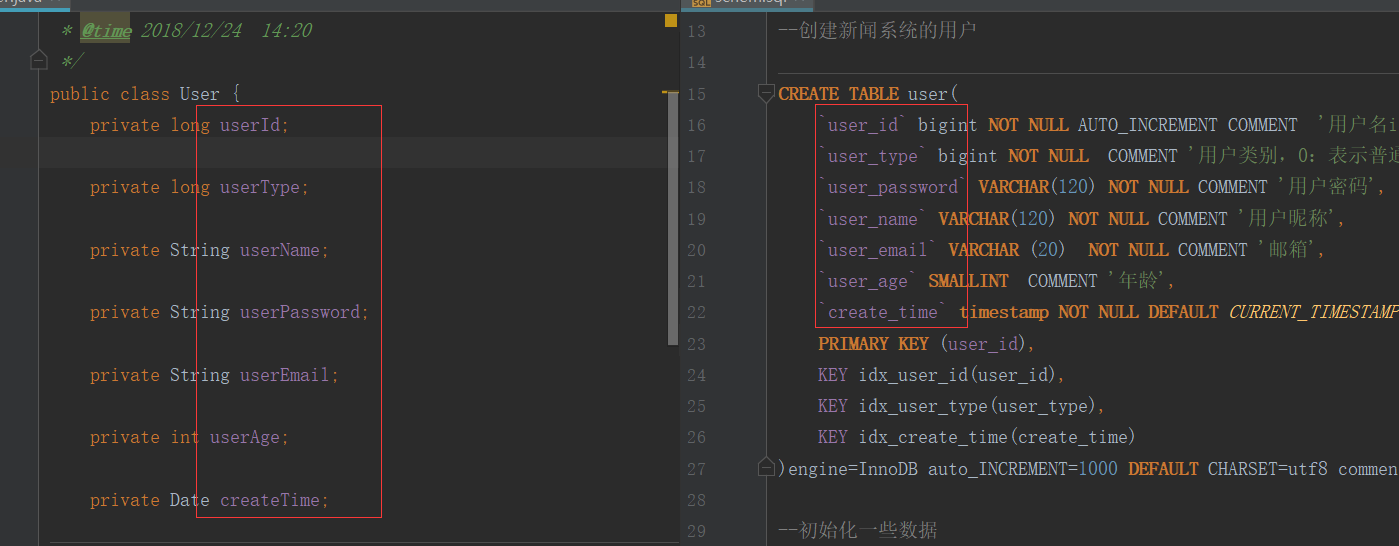 * @time 2018/12/24 14:20
*/
public class User {
private long userId;
private long userType;
private String userName;
private String userPassword;
private String userEmail;
private int userAge;
private Date createTime;
13 --创建新闻系统的用户
14
15 CREATE TABLE user(
16 `user_id` bigint NOT NULL AUTO_INCREMENT COMMENT '用户名i
17 `user_type` bigint NOT NULL COMMENT '用户类别，0：表示普通
18 `user_password` VARCHAR(120) NOT NULL COMMENT '用户密码',
19 `user_name` VARCHAR(120) NOT NULL COMMENT '用户昵称',
20 `user_email` VARCHAR (20) NOT NULL COMMENT '邮箱',
21 `user_age` SMALLINT COMMENT '年龄',
22 `create_time` timestamp NOT NULL DEFAULT CURRENT_TIMESTAMP
23 PRIMARY KEY (user_id),
24 KEY idx_user_id(user_id),
25 KEY idx_user_type(user_type),
26 KEY idx_create_time(create_time)
27 )engine=InnoDB auto_INCREMENT=1000 DEFAULT CHARSET=utf8 commen
28
29 --初始化一些数据